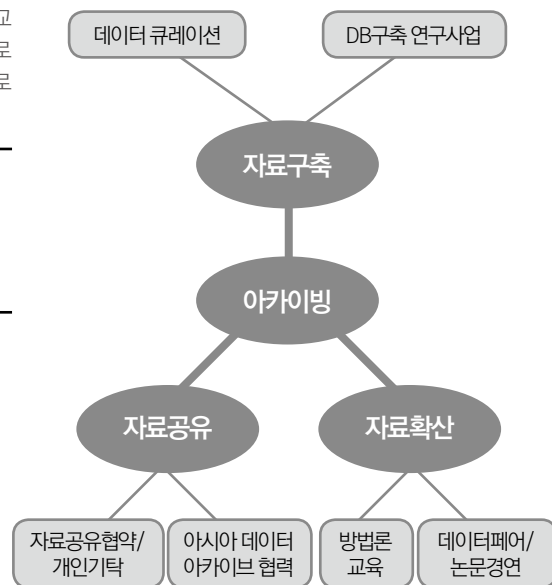 교
로
로
데이터 큐레이션
DB구축 연구사업
자료구축
아카이빙
자료공유
자료확산
자료공유협약/
개인기탁
아시아 데이터
아카이브 협력
방법론
교육
데이터페어/
논문경연